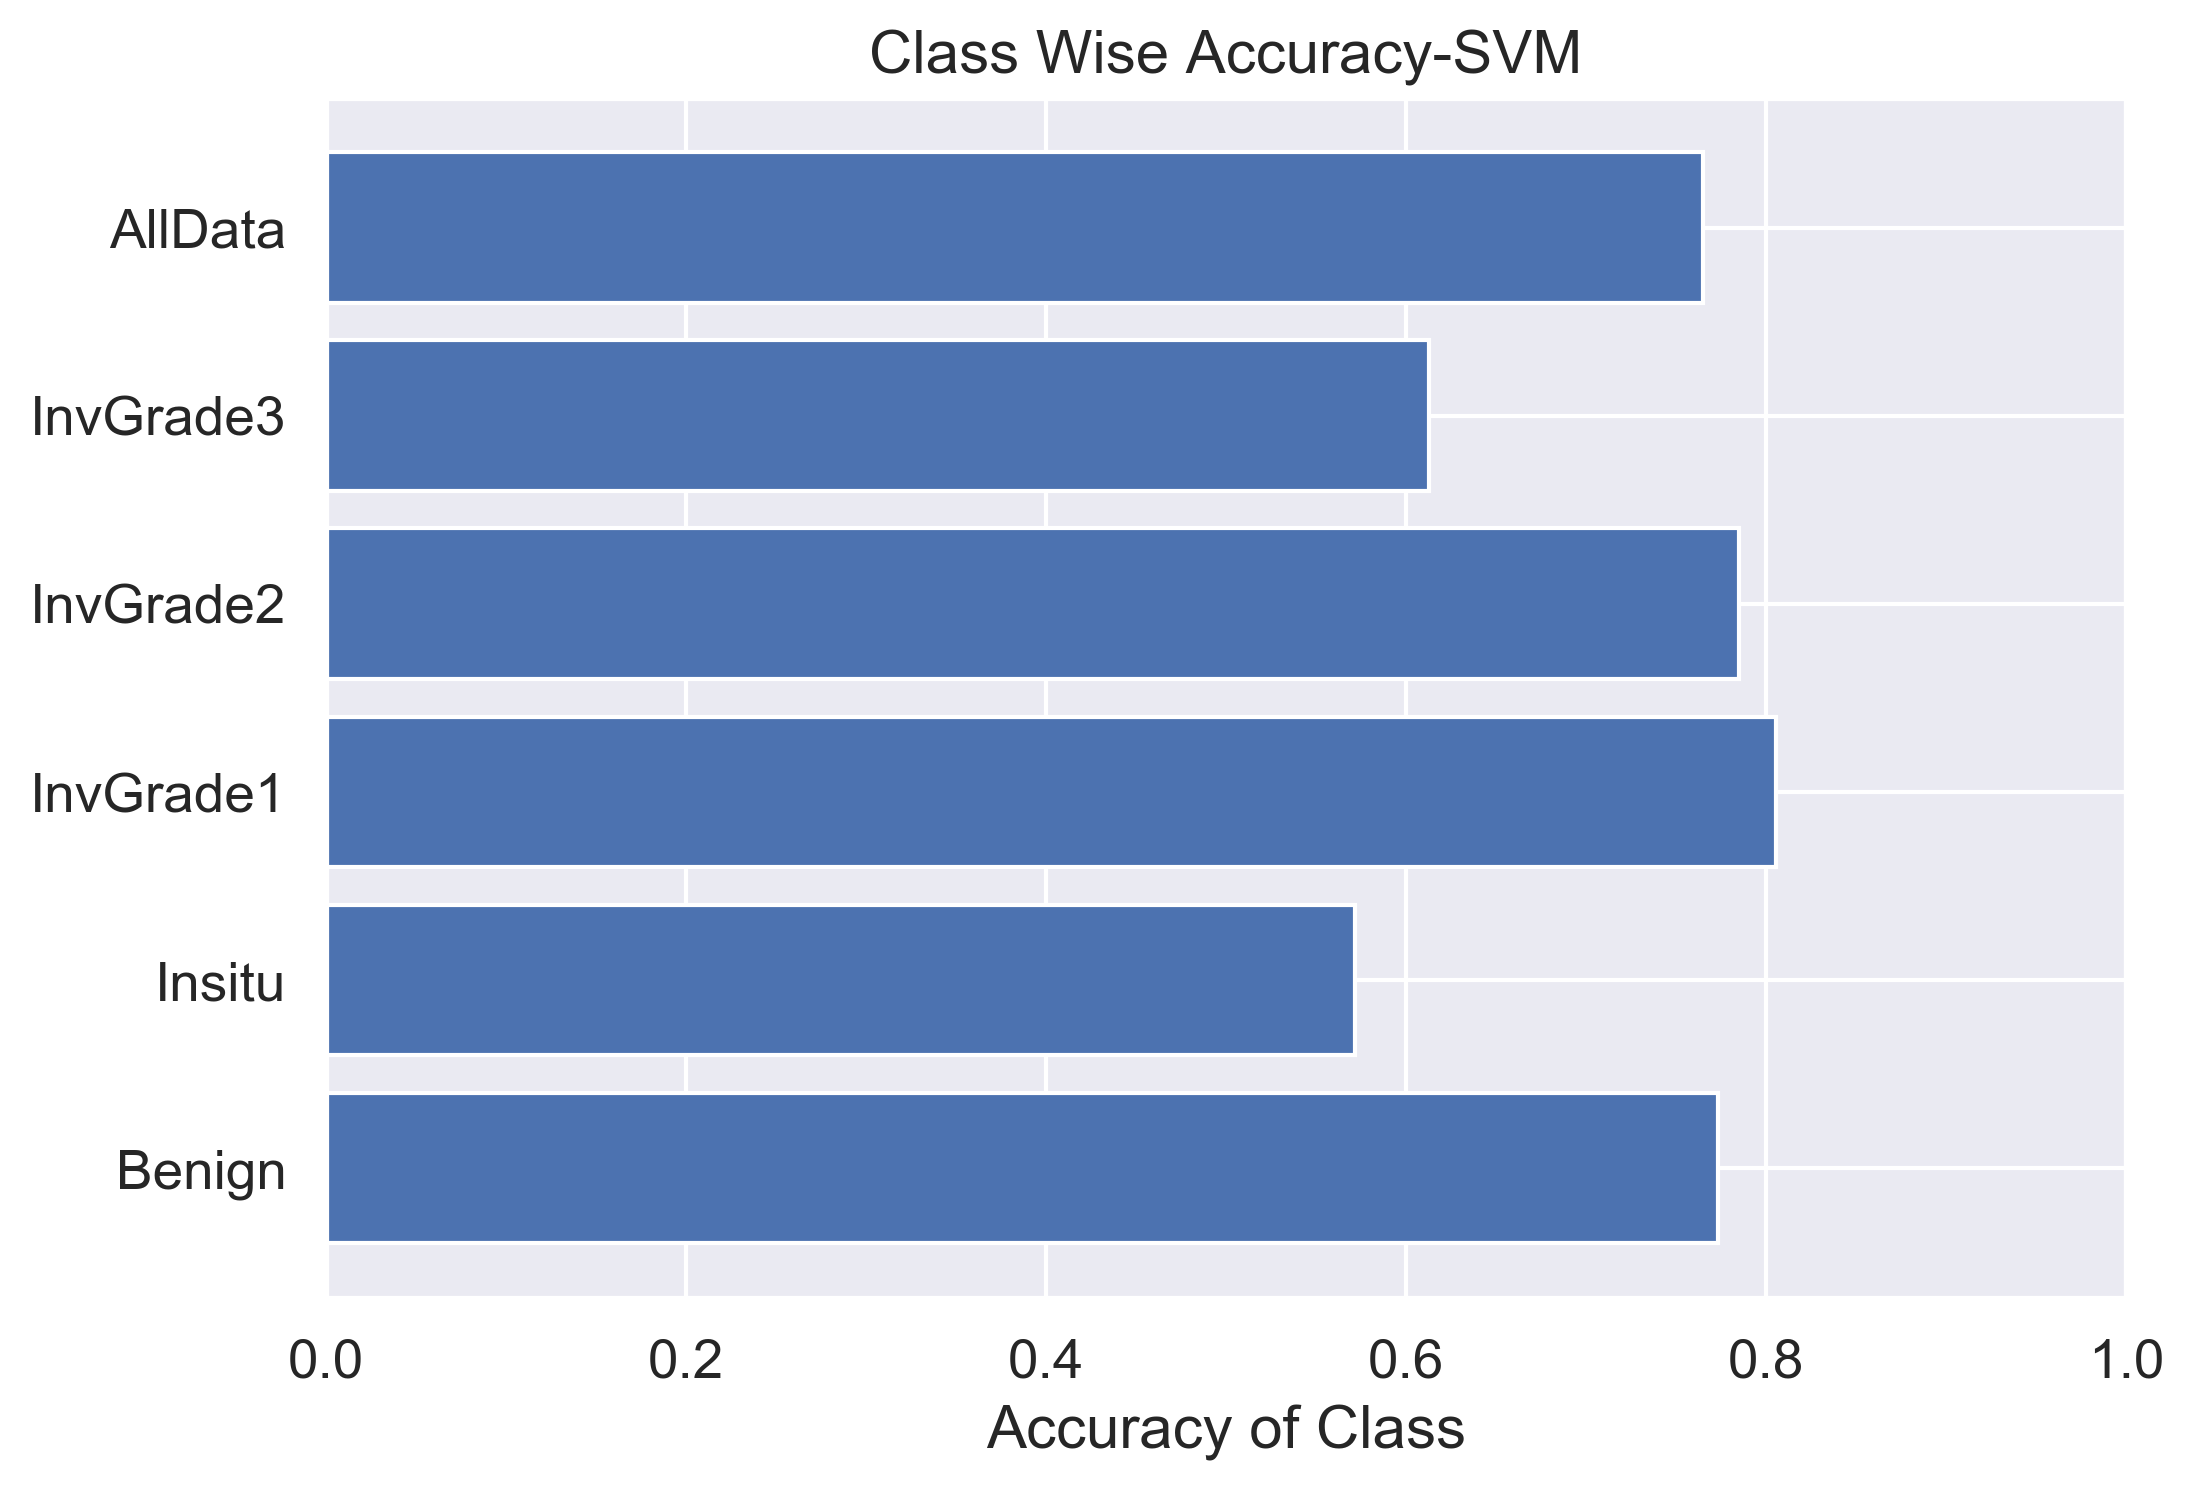 Class Wise Accuracy-SVM
AllData
InvGrade3
InvGrade2
InvGrade1
Insitu
Benign
0.0 0.2 0.4 0.6 0.8 1.0
Accuracy of Class